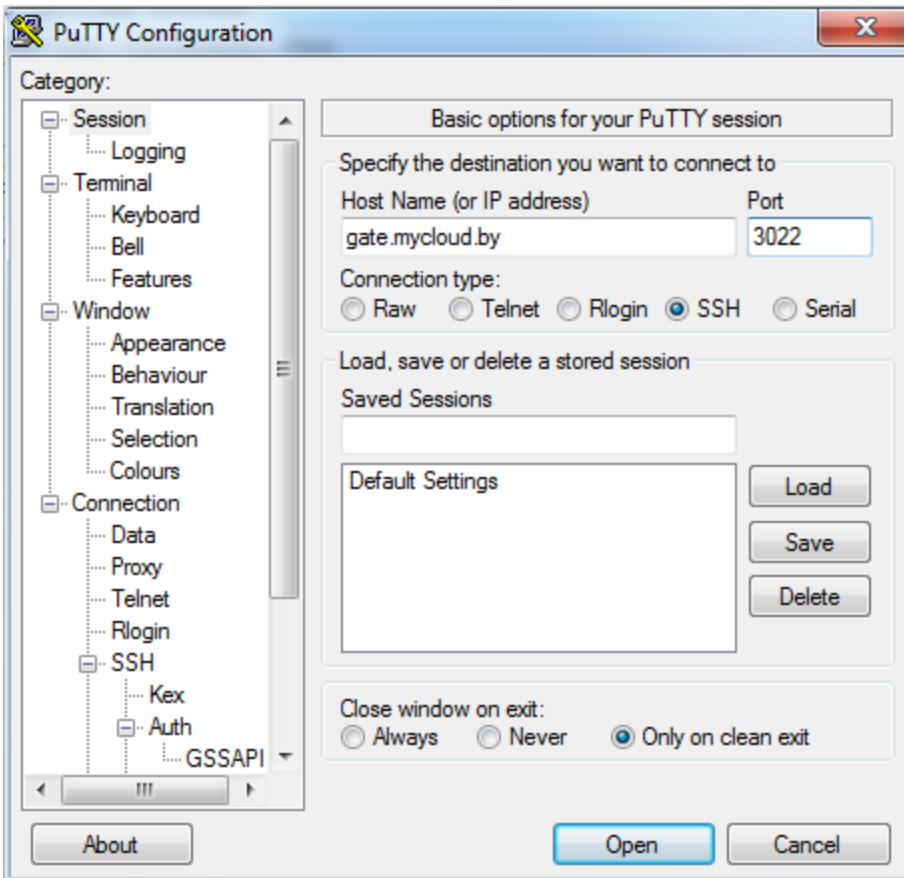 PuTTY Configuration
Category:
Session
Logging
Terminal
Keyboard
Bell
Features
Window
Appearance
Behaviour
Translation
Selection
Colours
Connection
Data
Proxy
Telnet
Rlogin
SSH
Kex
Auth
GSSAPI
Basic options for your PuTTY session
Specify the destination you want to connect to
Host Name (or IP address) Port
gate.mycloud.by 3022
Connection type:
Raw Telnet Rlogin SSH Serial
Load, save or delete a stored session
Saved Sessions
Default Settings
Load
Save
Delete
Close window on exit:
Always Never Only on clean exit
About Open Cancel